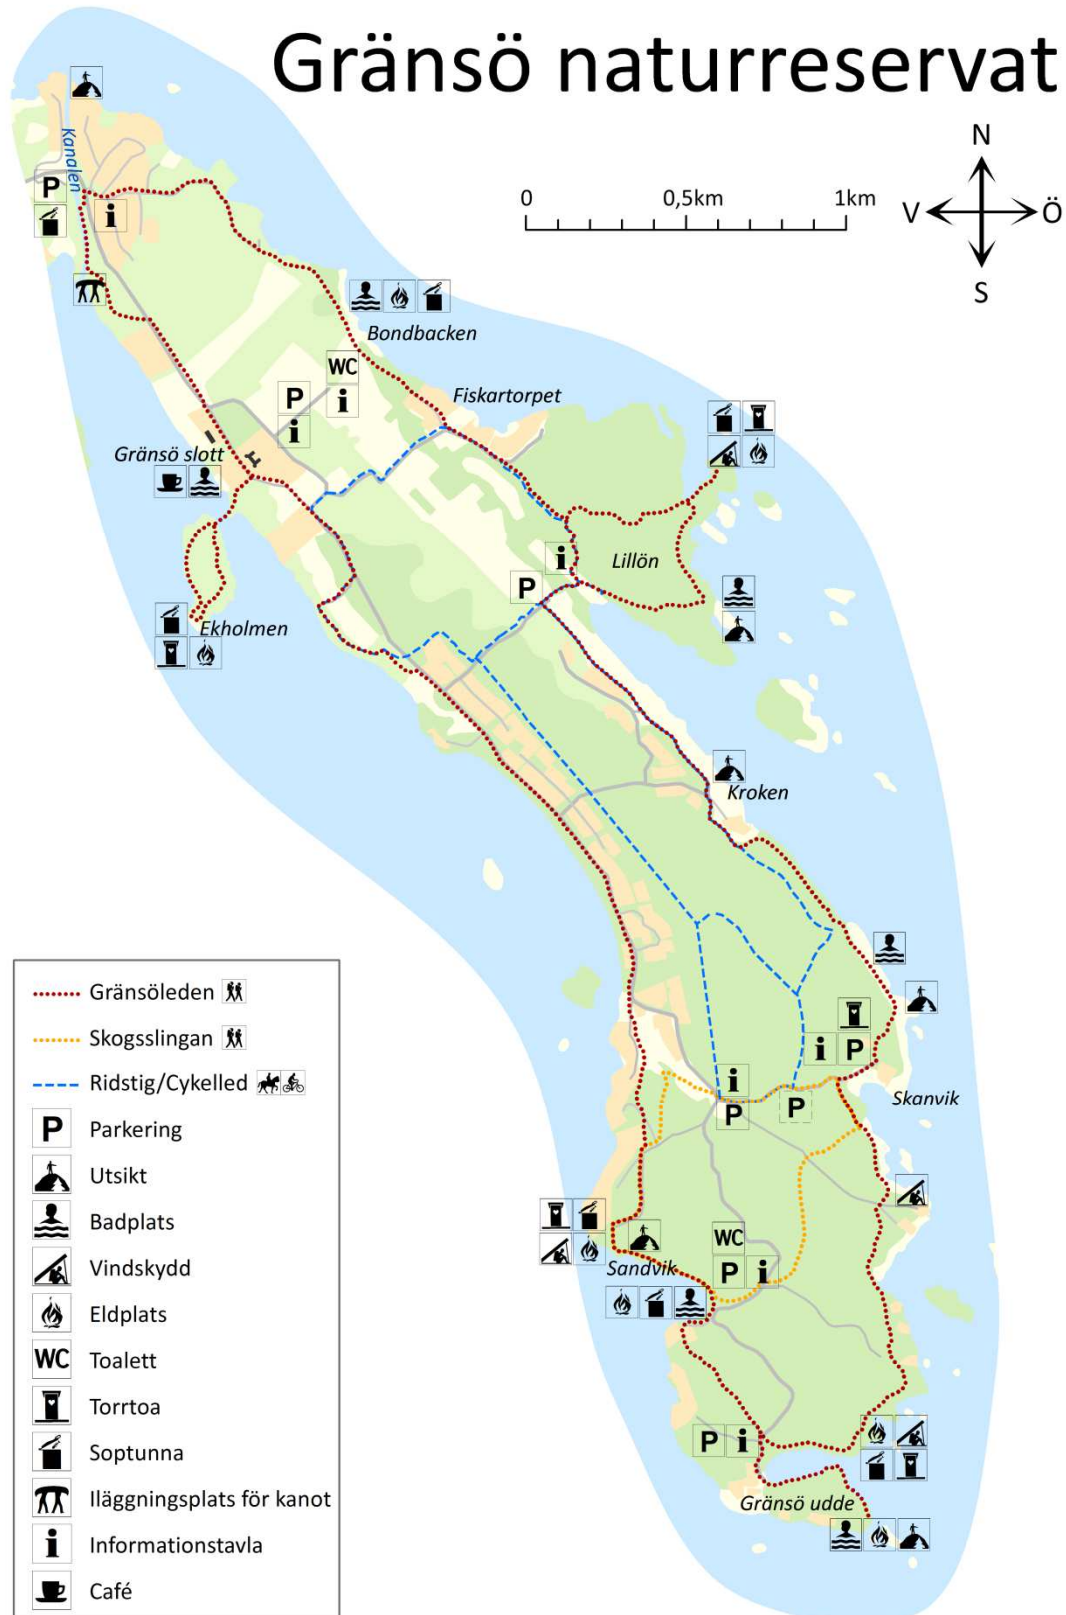 Gränsö naturreservat
N
V Ö
S
0 0,5km 1km
Kanalen
P
i
Bondbacken
WC
P
i
i
Fiskartorpet
Gränsö slott
i
Lillön
P
Ekholmen
Kroken
i P
i
P
P
Skanvik
WC
Sandvik
P i
P i
Gränsö udde
Gränsöleden
Skogsslingan
Ridstig/Cykelled
P Parkering
Utsikt
Badplats
Vindskydd
Eldplats
WC Toalett
Torrtoa
Soptunna
Iläggningsplats för kanot
i Informationstavla
Café